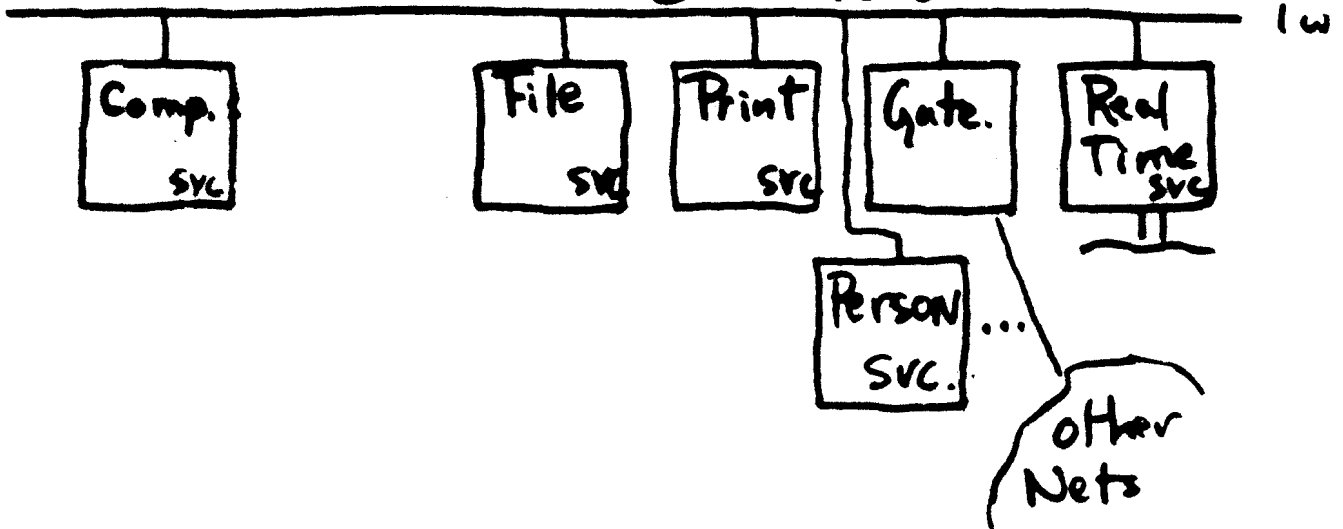 Comp.
svc
File
svc
Print
svc
Gate.
Real
Time
svc
Person
svc.
...
other
Nets